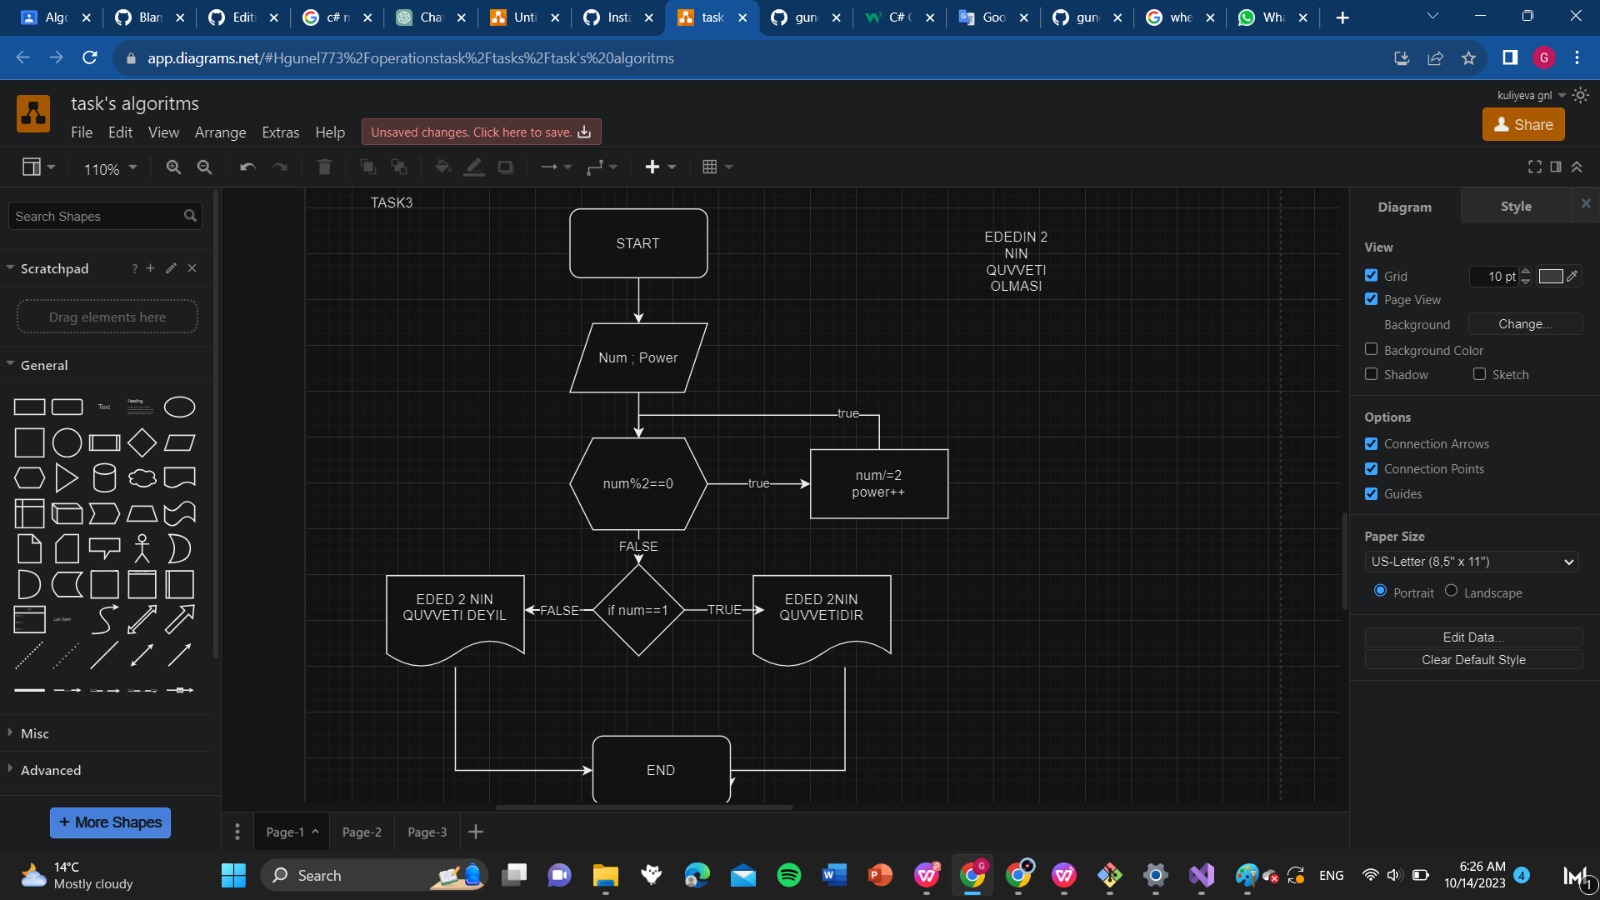 Algo
Blan
Editi
c# n
Cha
Unti
Insta
task
gun
C# C
Goo
gun
whe
Wha
app.diagrams.net/#Hgunel773%2Foperationstask%2Ftasks%2Ftask's%20algoritms
G
task's algoritms
kuliyeva gnl
File Edit View Arrange Extras Help
Unsaved changes. Click here to save.
Share
110%
Search Shapes
Scratchpad
?
Drag elements here
General
Text
Heading
List Item
Misc
Advanced
+ More Shapes
TASK3
START
EDEDIN 2
NIN
QUVVETI
OLMASI
Num ; Power
true
num%2==0
true
num/=2
power++
FALSE
EDED 2 NIN
QUVVETI DEYIL
FALSE
if num==1
TRUE
EDED 2NIN
QUVVETIDIR
END
Diagram
Style
View
Grid
10 pt
Page View
Background
Change...
Background Color
Shadow
Sketch
Options
Connection Arrows
Connection Points
Guides
Paper Size
US-Letter (8,5" x 11")
Portrait
Landscape
Edit Data...
Clear Default Style
Page-1
Page-2
Page-3
14°C
Mostly cloudy
Search
ENG
6:26 AM
10/14/2023
4
1